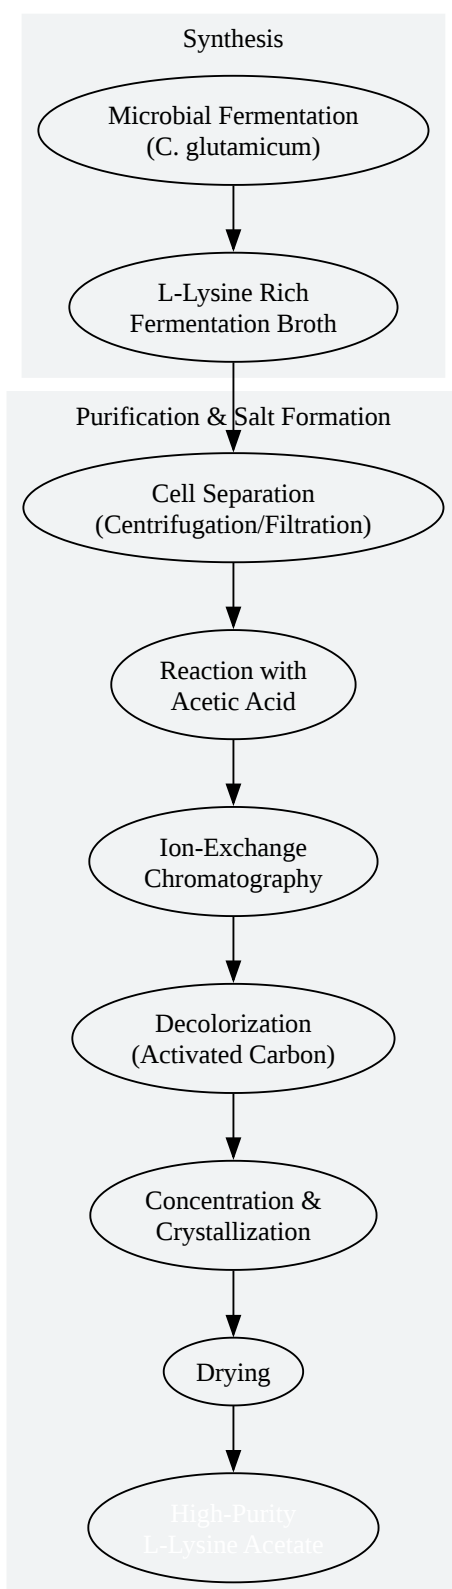 Synthesis
Microbial Fermentation
(C. glutamicum)
L-Lysine Rich
Fermentation Broth
Purification & Salt Formation
Cell Separation
(Centrifugation/Filtration)
Reaction with
Acetic Acid
Ion-Exchange
Chromatography
Decolorization
(Activated Carbon)
Concentration &
Crystallization
Drying
High-Purity
L-Lysine Acetate